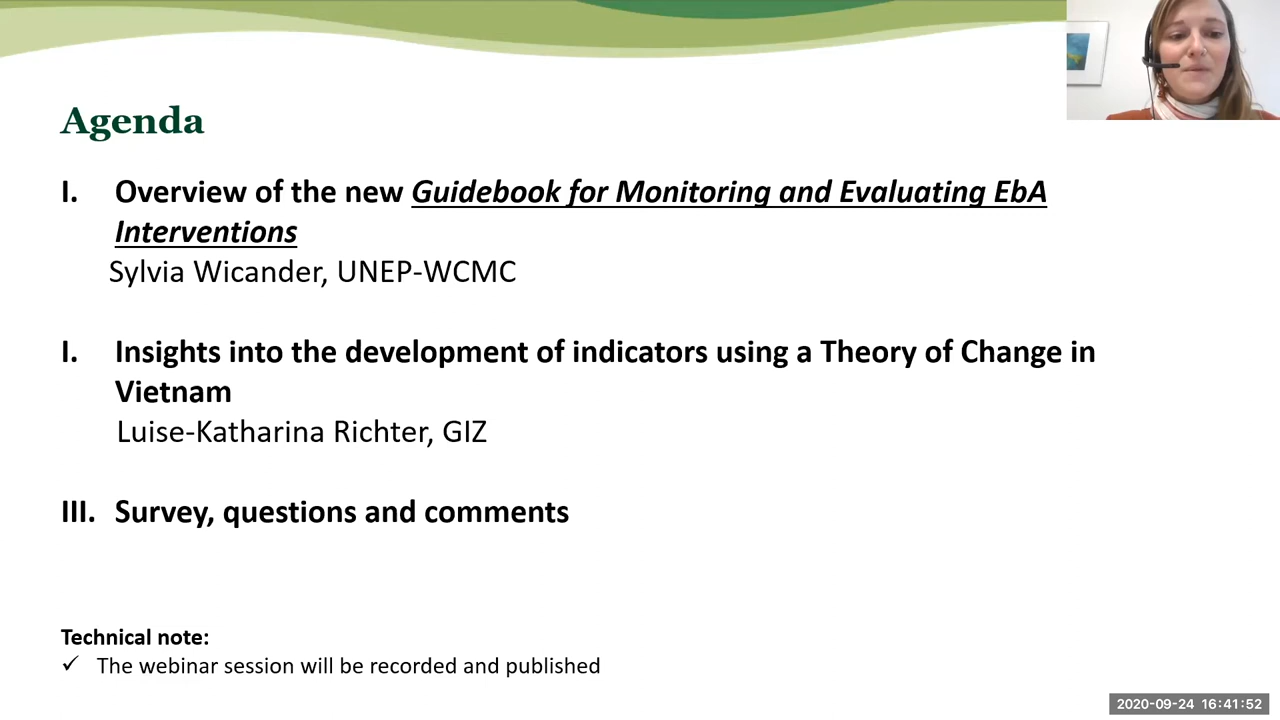 Agenda
I. Overview of the new Guidebook for Monitoring and Evaluating EbA
Interventions
Sylvia Wicander, UNEP-WCMC
I. Insights into the development of indicators using a Theory of Change in
Vietnam
Luise-Katharina Richter, GIZ
III. Survey, questions and comments
Technical note:
✓ The webinar session will be recorded and published
2020-09-24 16:41:52